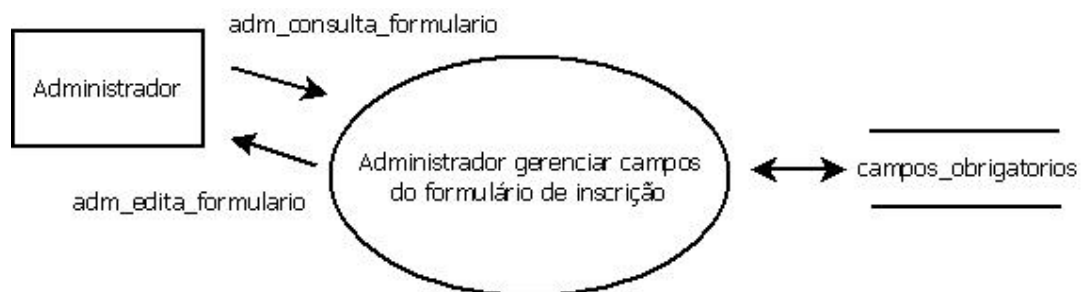 adm_consulta_formulario
Administrador
Administrador gerenciar campos
do formulário de inscrição
campos_obrigatorios
adm_edita_formulario